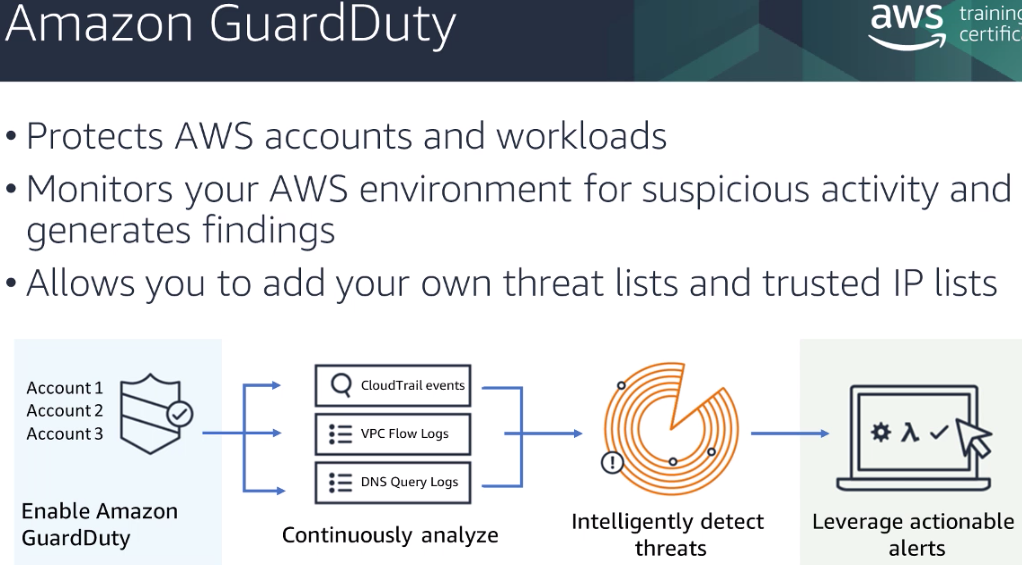 Amazon GuardDuty
aws
• Protects AWS accounts and workloads
• Monitors your AWS environment for suspicious activity and
generates findings
• Allows you to add your own threat lists and trusted IP lists
Account 1
Account 2
Account 3
Enable Amazon
GuardDuty
CloudTrail events
VPC Flow Logs
DNS Query Logs
Continuously analyze
Intelligently detect
threats
λ
Leverage actionable
alerts